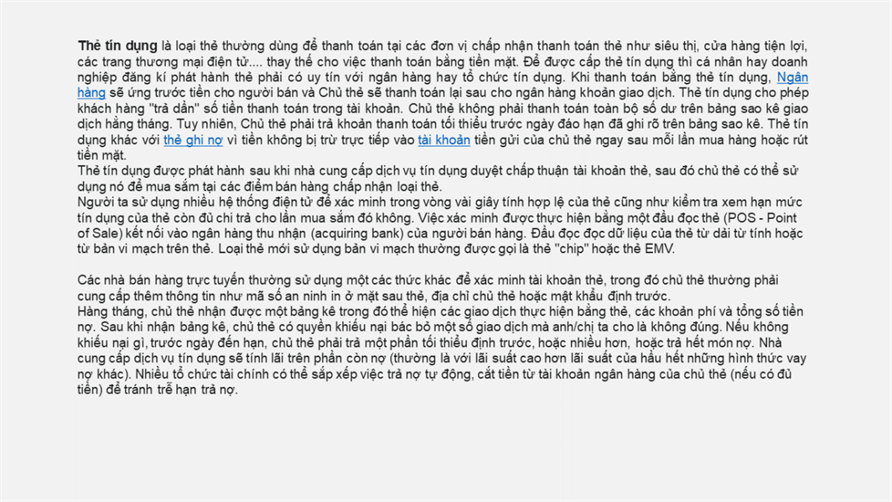 Thẻ tín dụng là loại thẻ thường dùng để thanh toán tại các đơn vị chấp nhận thanh toán thẻ như siêu thị, cửa hàng tiện lợi,
các trang thương mại điện tử.... thay thế cho việc thanh toán bằng tiền mặt. Để được cấp thẻ tín dụng thì cá nhân hay doanh
nghiệp đăng kí phát hành thẻ phải có uy tín với ngân hàng hay tổ chức tín dụng. Khi thanh toán bằng thẻ tín dụng, Ngân
hàng sẽ ứng trước tiền cho người bán và Chủ thẻ sẽ thanh toán lại sau cho ngân hàng khoản giao dịch. Thẻ tín dụng cho phép
khách hàng "trả dần" số tiền thanh toán trong tài khoản. Chủ thẻ không phải thanh toán toàn bộ số dư trên bảng sao kê giao
dịch hằng tháng. Tuy nhiên, Chủ thẻ phải trả khoản thanh toán tối thiểu trước ngày đáo hạn đã ghi rõ trên bảng sao kê. Thẻ tín
dụng khác với thẻ ghi nợ vì tiền không bị trừ trực tiếp vào tài khoản tiền gửi của chủ thẻ ngay sau mỗi lần mua hàng hoặc rút
tiền mặt.
Thẻ tín dụng được phát hành sau khi nhà cung cấp dịch vụ tín dụng duyệt chấp thuận tài khoản thẻ, sau đó chủ thẻ có thể sử
dụng nó để mua sắm tại các điểm bán hàng chấp nhận loại thẻ.
Người ta sử dụng nhiều hệ thống điện tử để xác minh trong vòng vài giây tính hợp lệ của thẻ cũng như kiểm tra xem hạn mức
tín dụng của thẻ còn đủ chi trả cho lần mua sắm đó không. Việc xác minh được thực hiện bằng một đầu đọc thẻ (POS - Point
of Sale) kết nối vào ngân hàng thu nhận (acquiring bank) của người bán hàng. Đầu đọc đọc dữ liệu của thẻ từ dải từ tính hoặc
từ bản vi mạch trên thẻ. Loại thẻ mới sử dụng bản vi mạch thường được gọi là thẻ "chip" hoặc thẻ EMV.
Các nhà bán hàng trực tuyến thường sử dụng một các thức khác để xác minh tài khoản thẻ, trong đó chủ thẻ thường phải
cung cấp thêm thông tin như mã số an ninh in ở mặt sau thẻ, địa chỉ chủ thẻ hoặc mật khẩu định trước.
Hàng tháng, chủ thẻ nhận được một bảng kê trong đó thể hiện các giao dịch thực hiện bằng thẻ, các khoản phí và tổng số tiền
nợ. Sau khi nhận bảng kê, chủ thẻ có quyền khiếu nại bác bỏ một số giao dịch mà anh/chị ta cho là không đúng. Nếu không
khiếu nại gì, trước ngày đến hạn, chủ thẻ phải trả một phần tối thiểu định trước, hoặc nhiều hơn, hoặc trả hết món nợ. Nhà
cung cấp dịch vụ tín dụng sẽ tính lãi trên phần còn nợ (thường là với lãi suất cao hơn lãi suất của hầu hết những hình thức vay
nợ khác). Nhiều tổ chức tài chính có thể sắp xếp việc trả nợ tự động, cắt tiền từ tài khoản ngân hàng của chủ thẻ (nếu có đủ
tiền) để tránh trễ hạn trả nợ.